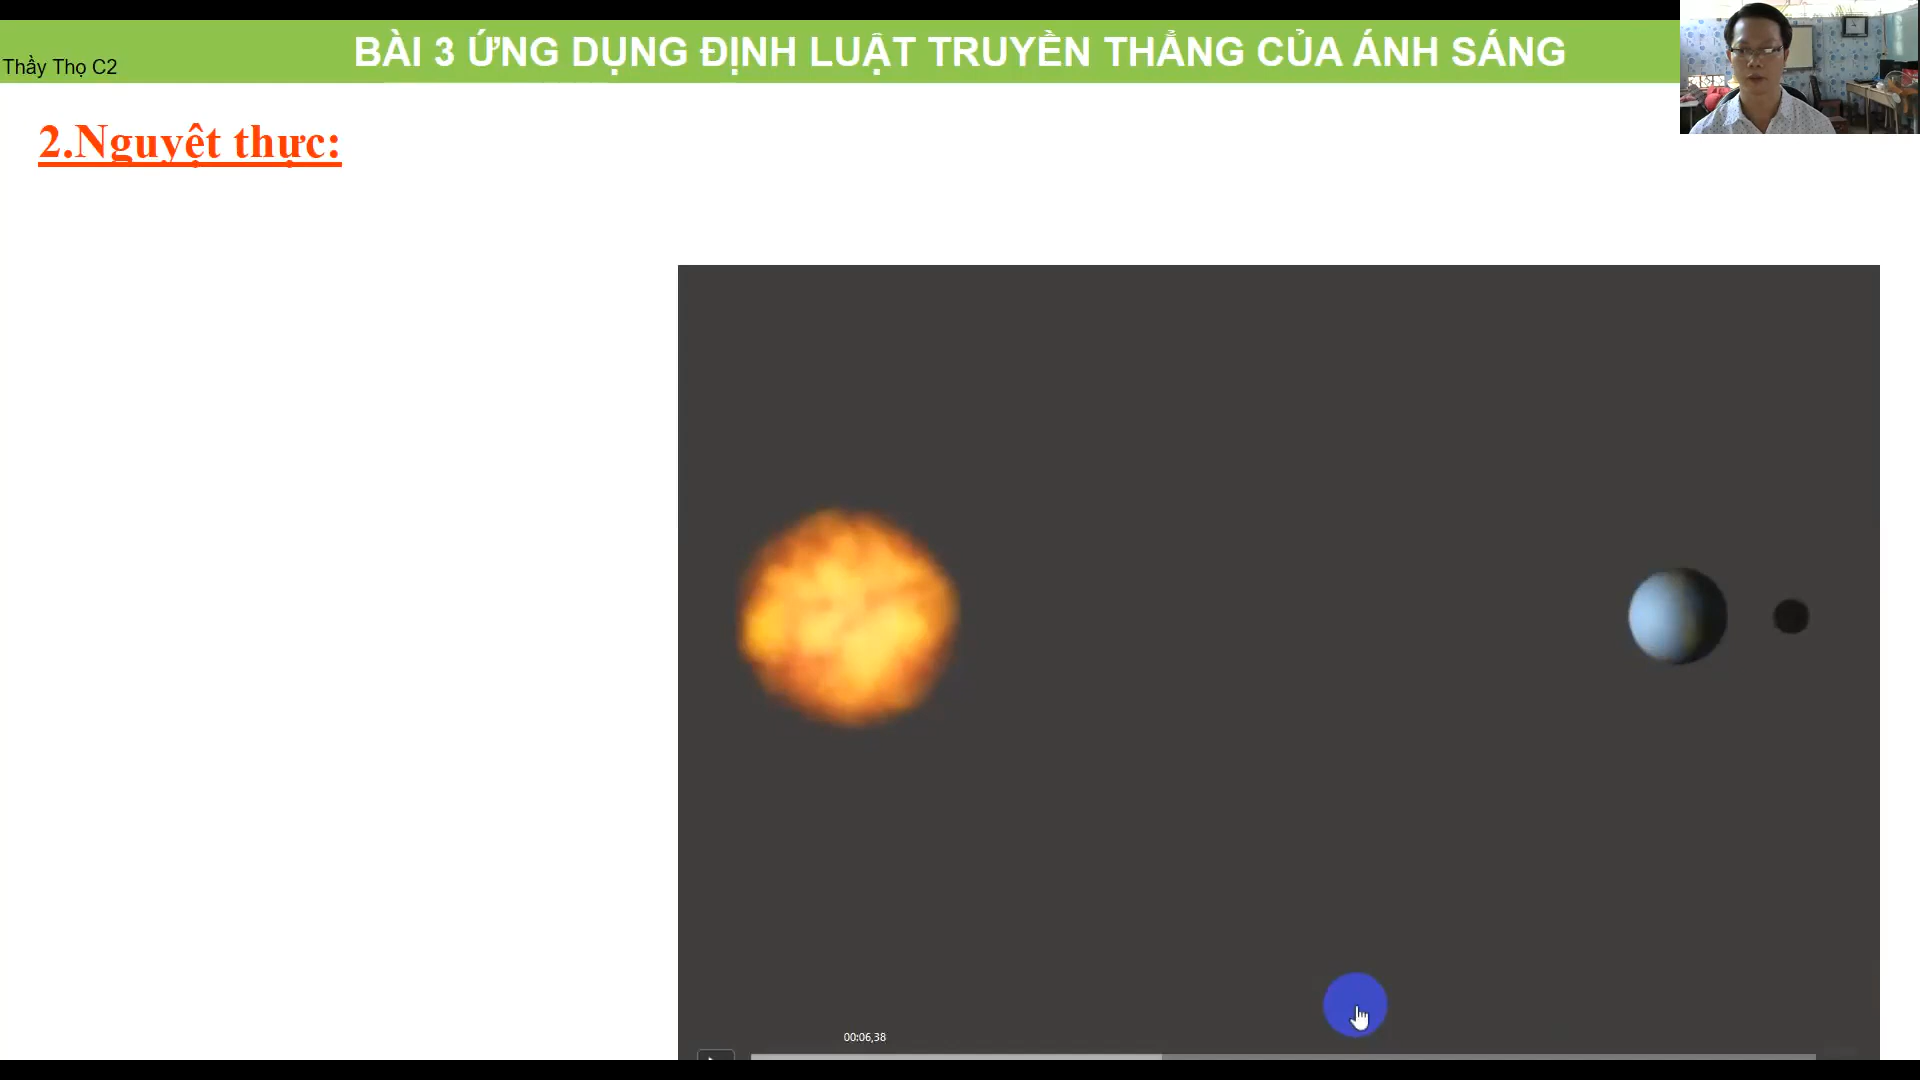 BÀI 3 ỨNG DỤNG ĐỊNH LUẬT TRUYỀN THẲNG CỦA ÁNH SÁNG
Thầy Thọ C2
2.Nguyệt thực:
00:06,38